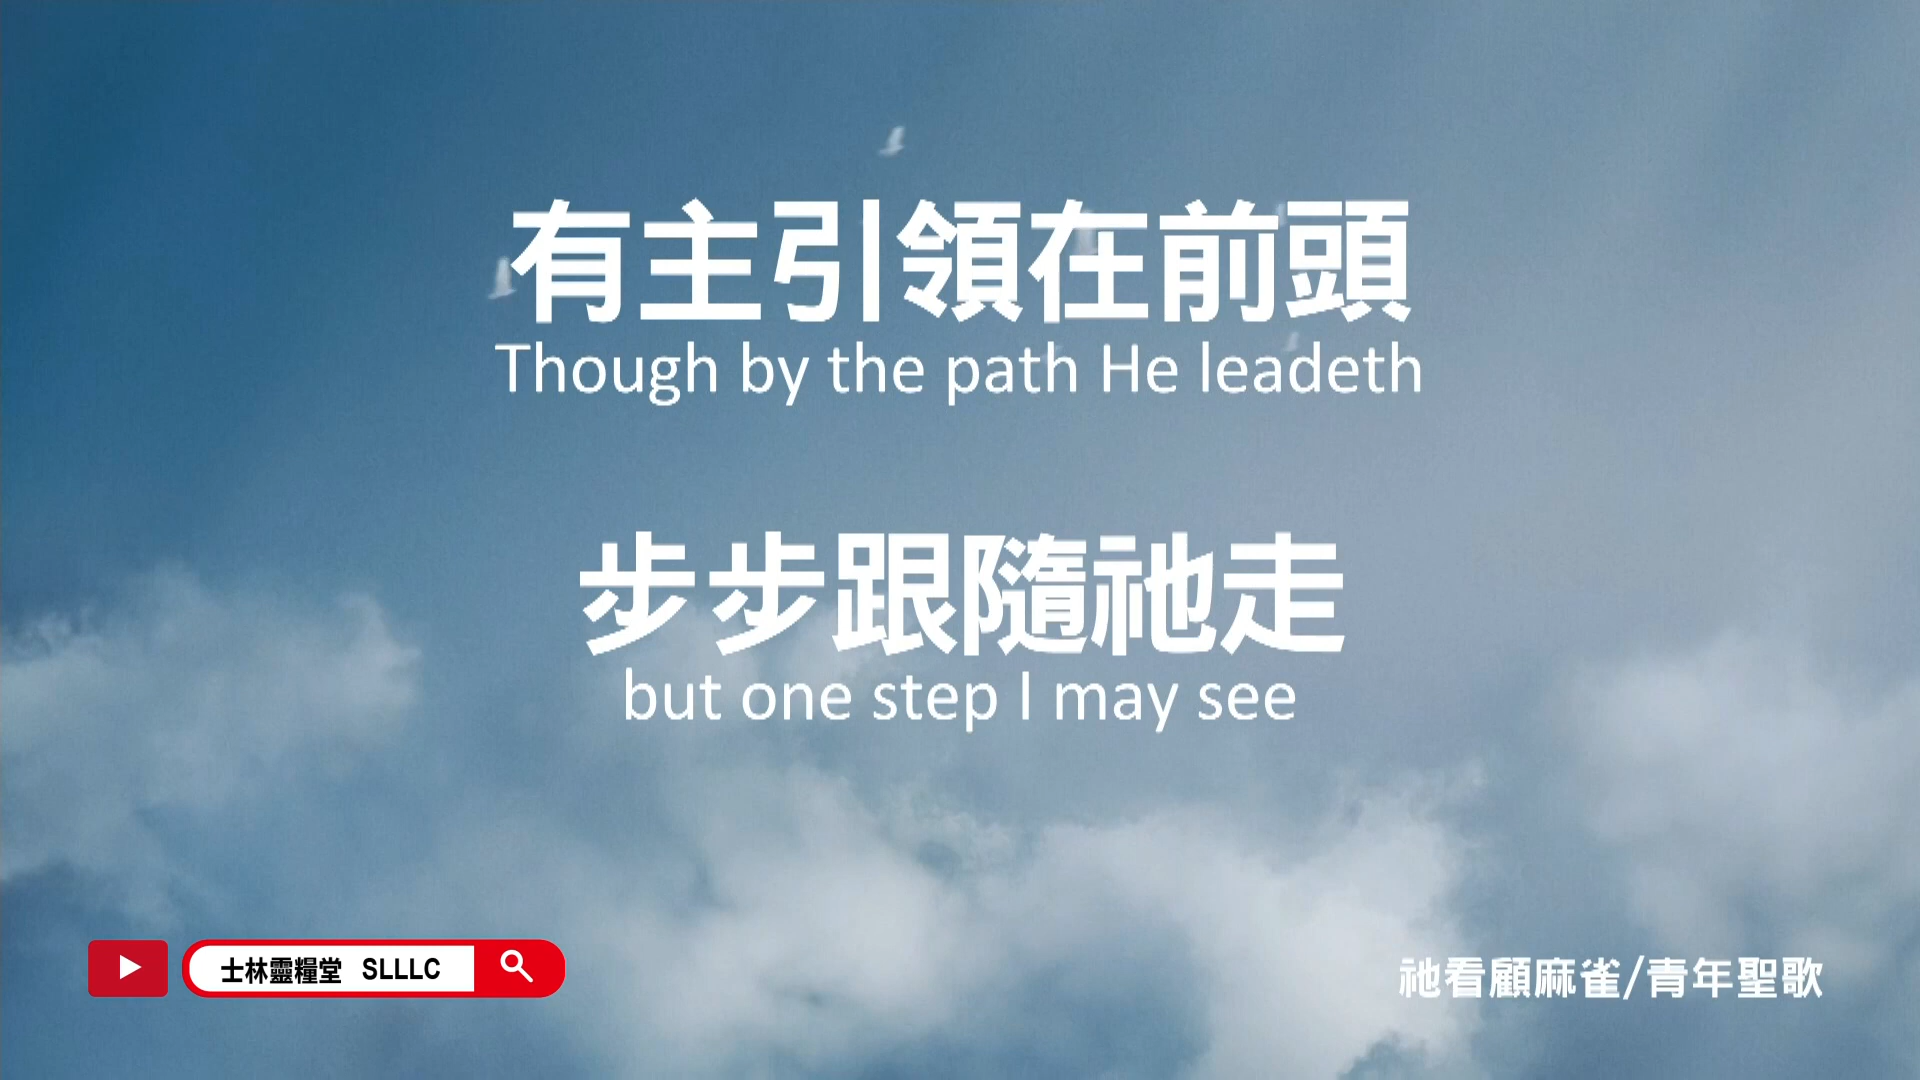 有主引領在前頭
Though by the path He leadeth
步步跟隨祂走
but one step I may see
士林靈糧堂 SLLLC
祂看顧麻雀/青年聖歌